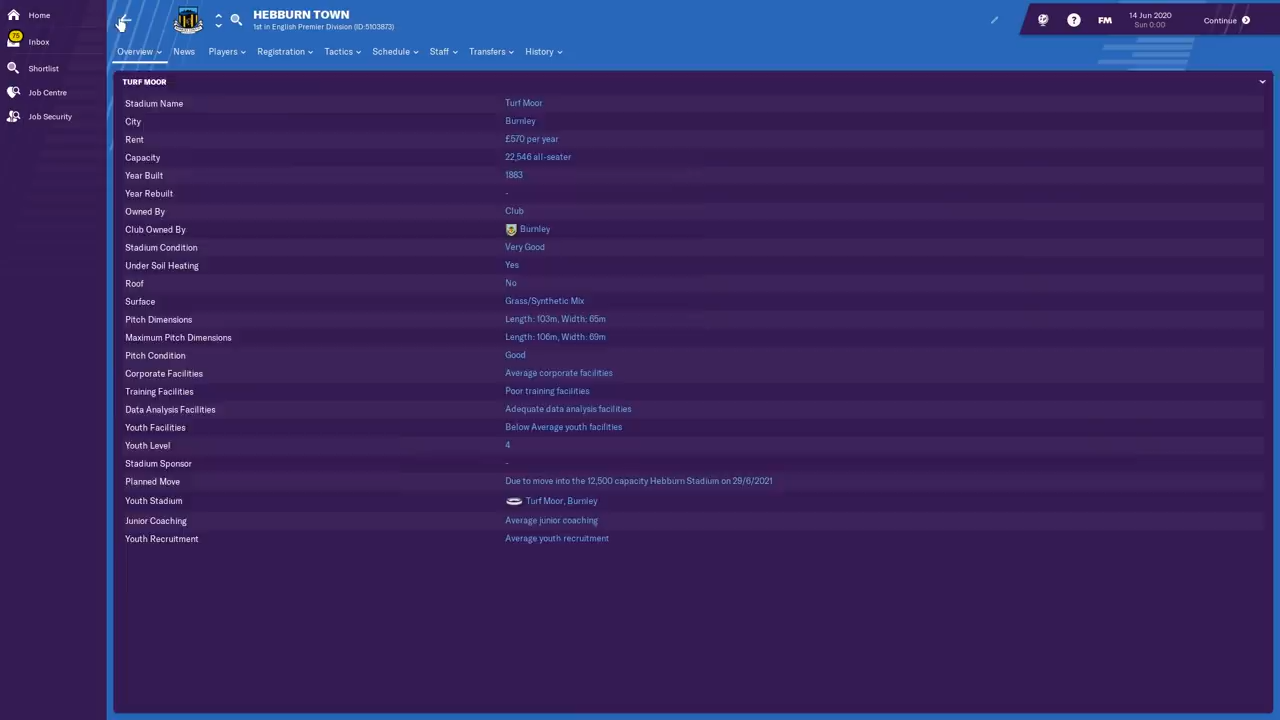 Home
75
Inbox
Shortlist
Job Centre
Job Security
HEBBURN TOWN
1st in English Premier Division (ID:5103873)
?
FM
14 Jun 2020
Sun 0:00
Continue
Overview News Players Registration Tactics Schedule Staff Transfers History
TURF MOOR
Stadium Name Turf Moor
City Burnley
Rent £570 per year
Capacity 22,546 all-seater
Year Built 1883
Year Rebuilt -
Owned By Club
Club Owned By Burnley
Stadium Condition Very Good
Under Soil Heating Yes
Roof No
Surface Grass/Synthetic Mix
Pitch Dimensions Length: 103m, Width: 65m
Maximum Pitch Dimensions Length: 106m, Width: 69m
Pitch Condition Good
Corporate Facilities Average corporate facilities
Training Facilities Poor training facilities
Data Analysis Facilities Adequate data analysis facilities
Youth Facilities Below Average youth facilities
Youth Level 4
Stadium Sponsor -
Planned Move Due to move into the 12,500 capacity Hebburn Stadium on 29/6/2021
Youth Stadium Turf Moor, Burnley
Junior Coaching Average junior coaching
Youth Recruitment Average youth recruitment